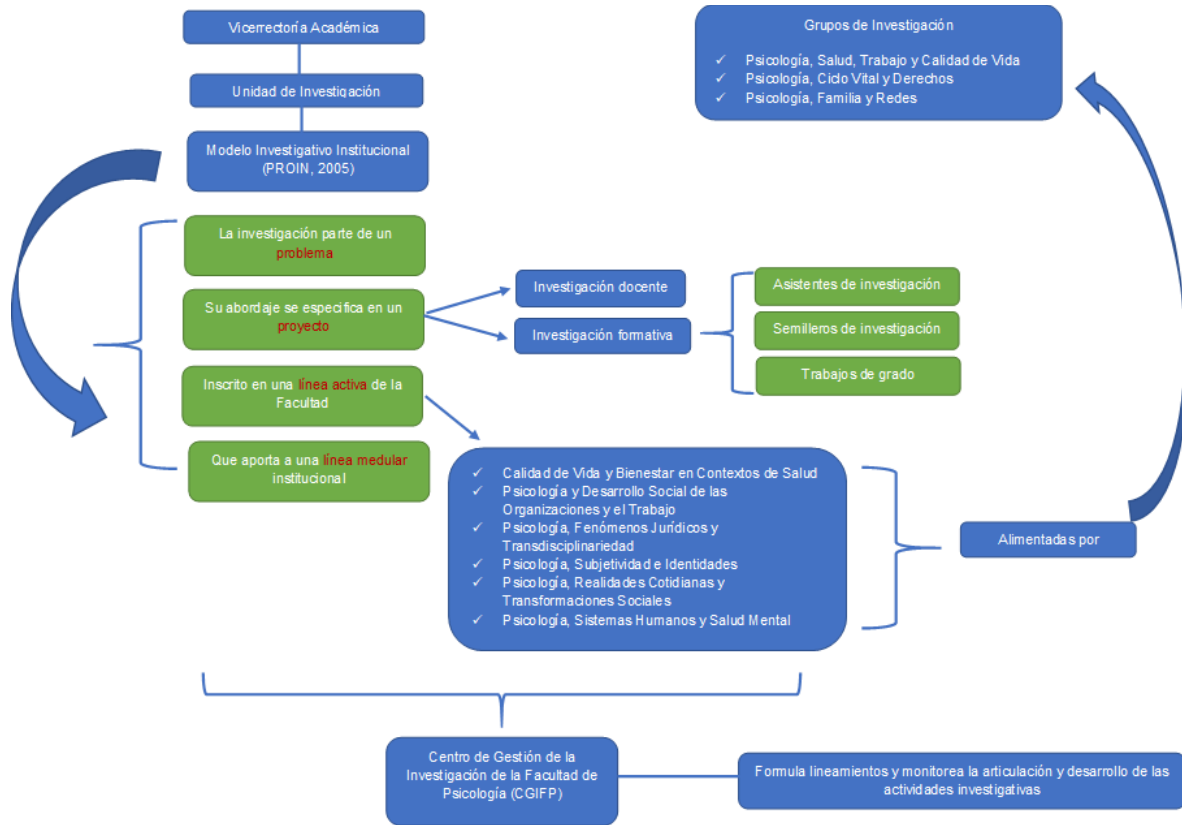 Vicerrectoría Académica
Unidad de Investigación
Modelo Investigativo Institucional
(PROIN, 2005)
Grupos de Investigación
✓ Psicología, Salud, Trabajo y Calidad de Vida
✓ Psicología, Ciclo Vital y Derechos
✓ Psicología, Familia y Redes
La investigación parte de un
problema
Su abordaje se especifica en un
proyecto
Inscrito en una línea activa de la
Facultad
Que aporta a una línea medular
institucional
Investigación docente
Investigación formativa
Asistentes de investigación
Semilleros de investigación
Trabajos de grado
✓ Calidad de Vida y Bienestar en Contextos de Salud
✓ Psicología y Desarrollo Social de las
Organizaciones y el Trabajo
✓ Psicología, Fenómenos Jurídicos y
Transdisciplinariedad
✓ Psicología, Subjetividad e Identidades
✓ Psicología, Realidades Cotidianas y
Transformaciones Sociales
✓ Psicología, Sistemas Humanos y Salud Mental
Alimentadas por
Centro de Gestión de la
Investigación de la Facultad de
Psicología (CGIFP)
Formula lineamientos y monitorea la articulación y desarrollo de las
actividades investigativas